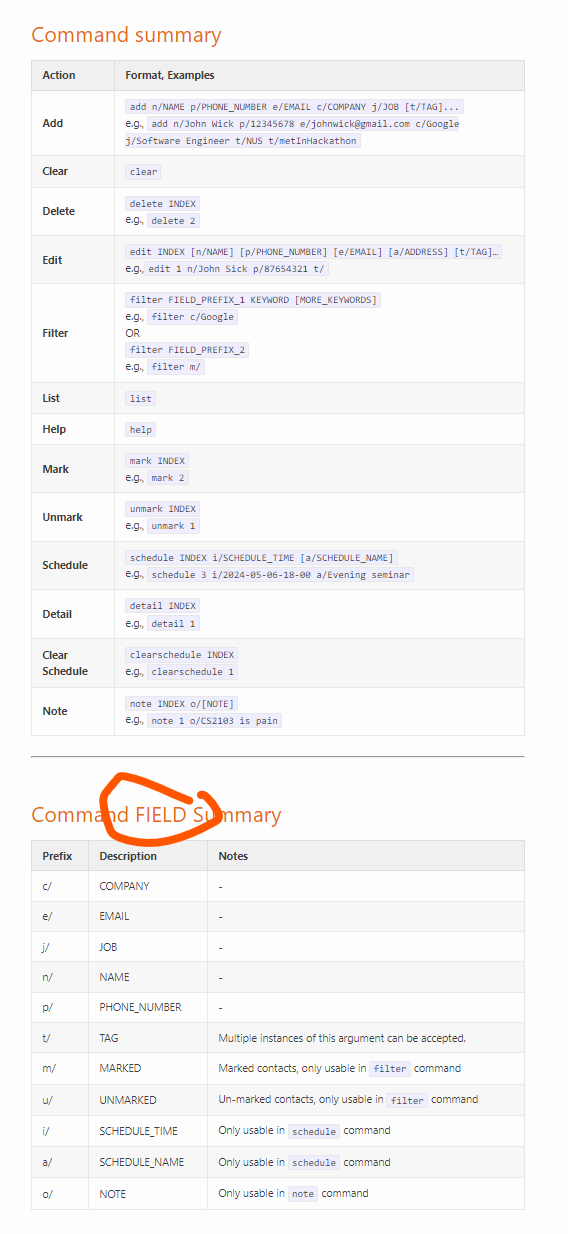 Command summary
Action Format, Examples
Add
add n/NAME p/PHONE_NUMBER e/EMAIL c/COMPANY j/JOB [t/TAG]...
e.g., add n/John Wick p/12345678 e/johnwick@gmail.com c/Google
j/Software Engineer t/NUS t/metInHackathon
Clear clear
Delete
delete INDEX
e.g., delete 2
Edit
edit INDEX [n/NAME] [p/PHONE_NUMBER] [e/EMAIL] [a/ADDRESS] [t/TAG]…
e.g., edit 1 n/John Sick p/87654321 t/
Filter
filter FIELD_PREFIX_1 KEYWORD [MORE_KEYWORDS]
e.g., filter c/Google
OR
filter FIELD_PREFIX_2
e.g., filter m/
List list
Help help
Mark
mark INDEX
e.g., mark 2
Unmark
unmark INDEX
e.g., unmark 1
Schedule
schedule INDEX i/SCHEDULE_TIME [a/SCHEDULE_NAME]
e.g., schedule 3 i/2024-05-06-18-00 a/Evening seminar
Detail
detail INDEX
e.g., detail 1
Clear
Schedule
clearschedule INDEX
e.g., clearschedule 1
Note
note INDEX o/[NOTE]
e.g., note 1 o/CS2103 is pain
Command FIELD Summary
Prefix Description Notes
c/ COMPANY -
e/ EMAIL -
j/ JOB -
n/ NAME -
p/ PHONE_NUMBER -
t/ TAG Multiple instances of this argument can be accepted.
m/ MARKED Marked contacts, only usable in filter command
u/ UNMARKED Un-marked contacts, only usable in filter command
i/ SCHEDULE_TIME Only usable in schedule command
a/ SCHEDULE_NAME Only usable in schedule command
o/ NOTE Only usable in note command